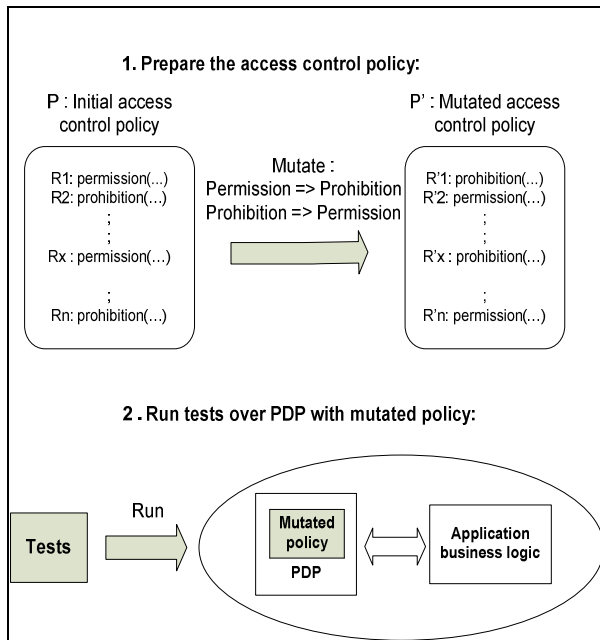 1. Prepare the access control policy:
P : Initial access
control policy
R1: permission(...)
R2: prohibition(...)
;
;
Rx : permission(...)
;
Rn: prohibition(...)
Mutate :
Permission => Prohibition
Prohibition => Permission
P' : Mutated access
control policy
R'1: prohibition(...)
R'2: permission(...)
;
;
R'x : prohibition(...)
;
R'n: permission(...)
2 . Run tests over PDP with mutated policy:
Tests
Run
Mutated
policy
PDP
Application
business logic